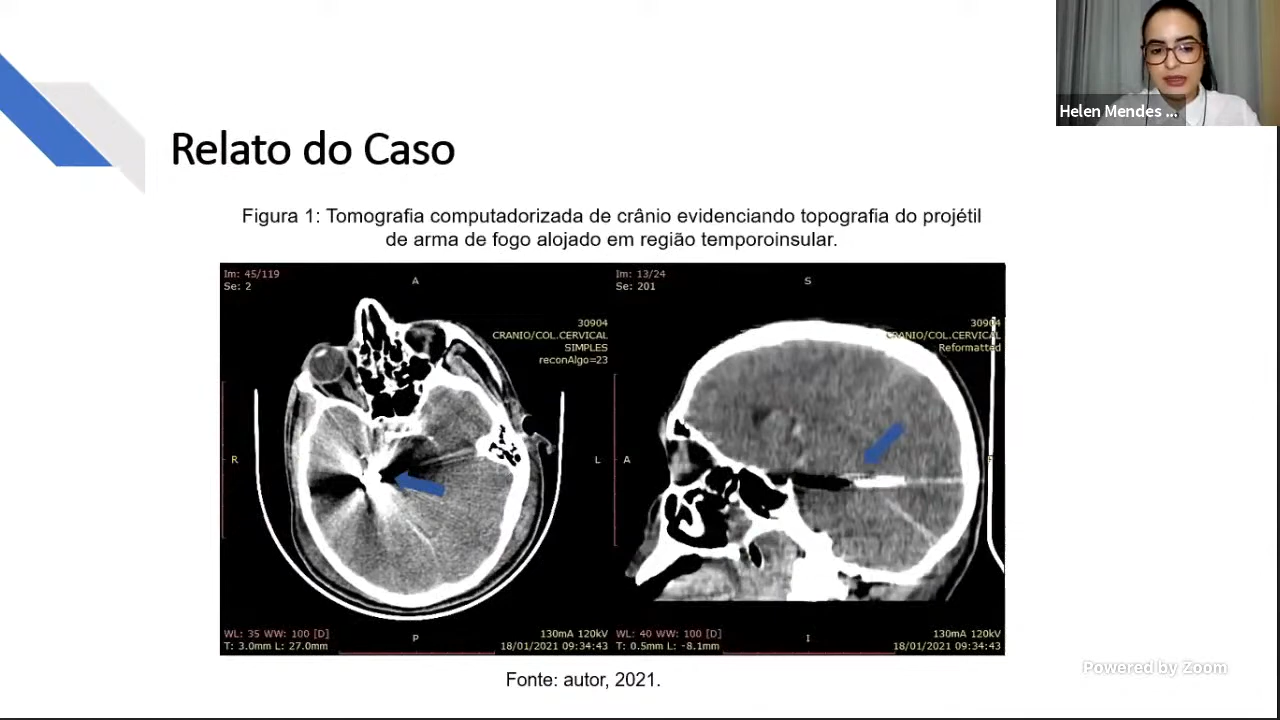 Helen Mendes ...
Relato do Caso
Figura 1: Tomografia computadorizada de crânio evidenciando topografia do projétil
de arma de fogo alojado em região temporoinsular.
Im: 45/119
Se: 2
A
30904
CRANIO/COL.CERVICAL
SIMPLES
reconAlgo=23
R
L
WL: 35 WW: 100 [D]
T: 3.0mm L: 27.0mm
P
130mA 120kV
18/01/2021 09:34:43
Im: 13/24
Se: 201
S
30904
CRANIO/COL.CERVICAL
Reformatted
A
WL: 40 WW: 100 [D]
T: 0.5mm L: -8.1mm
I
130mA 120kV
18/01/2021 09:34:43
Fonte: autor, 2021.
Powered by Zoom